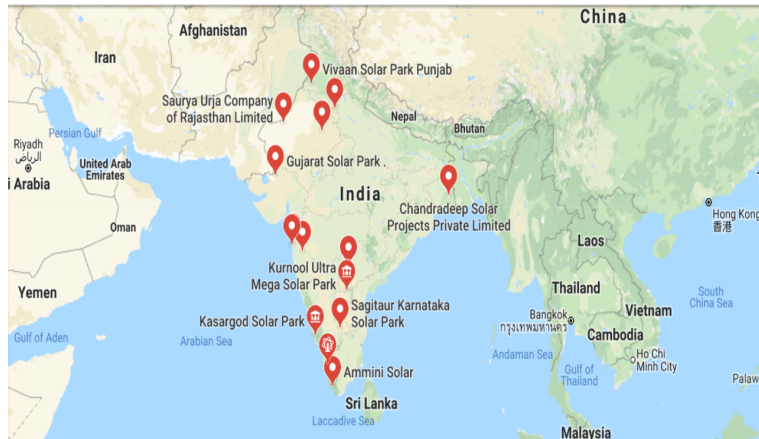 China
Afghanistan
Iran
Vivaan Solar Park Punjab
Saurya Urja Company
of Rajasthan Limited
Nepal
Persian Gulf
Bhutan
Riyadh
الرياض
United Arab
Emirates
Gujarat Solar Park .
i Arabia
India
Chandradeep Solar
Projects Private Limited
Hong Kong
香港
Oman
Laos
Kurnool Ultra
Mega Solar Park
Yemen
Thailand
South
China Sea
Sagitaur Karnataka
Solar Park
Vietnam
Kasargod Solar Park
Bangkok
กรุงเทพมหานคร
Gulf of Aden
Arabian Sea
Cambodia
Andaman Sea
Ho Chi
Minh City
Gulf of
Thailand
Ammini Solar
Palaw
Sri Lanka
Laccadive Sea
Malaysia